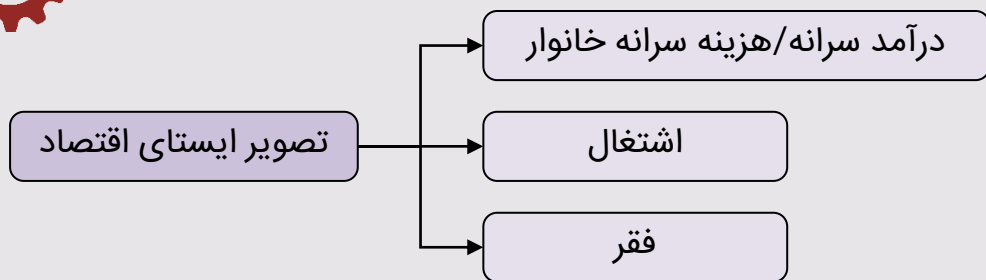 درآمد سرانه/هزینه سرانه خانوار
تصویر ایستای اقتصاد
اشتغال
فقر